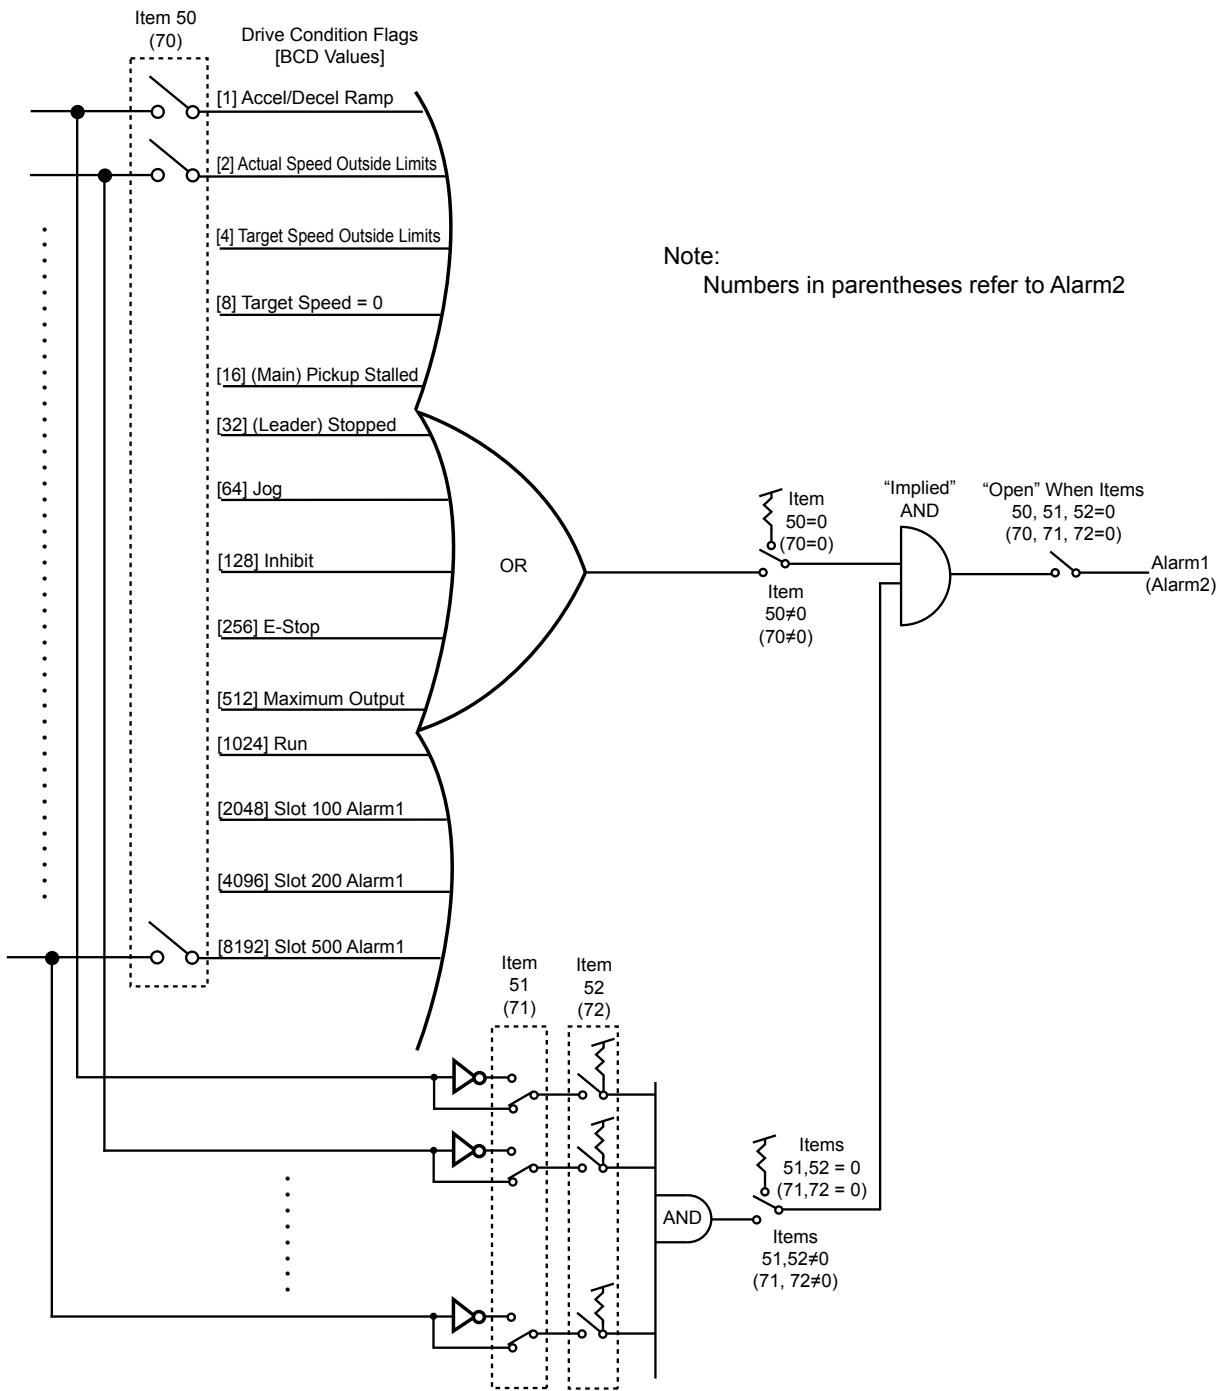 Item 50
(70)
Drive Condition Flags
[BCD Values]
[1] Accel/Decel Ramp
[2] Actual Speed Outside Limits
[4] Target Speed Outside Limits
[8] Target Speed = 0
[16] (Main) Pickup Stalled
[32] (Leader) Stopped
[64] Jog
[128] Inhibit
[256] E-Stop
[512] Maximum Output
[1024] Run
[2048] Slot 100 Alarm1
[4096] Slot 200 Alarm1
[8192] Slot 500 Alarm1
Note:
Numbers in parentheses refer to Alarm2
OR
Item
50=0
(70=0)
Item
50≠0
(70≠0)
“Implied”
AND
“Open” When Items
50, 51, 52=0
(70, 71, 72=0)
Alarm1
(Alarm2)
Item
51
(71)
Item
52
(72)
AND
Items
51,52 = 0
(71,72 = 0)
Items
51,52≠0
(71, 72≠0)